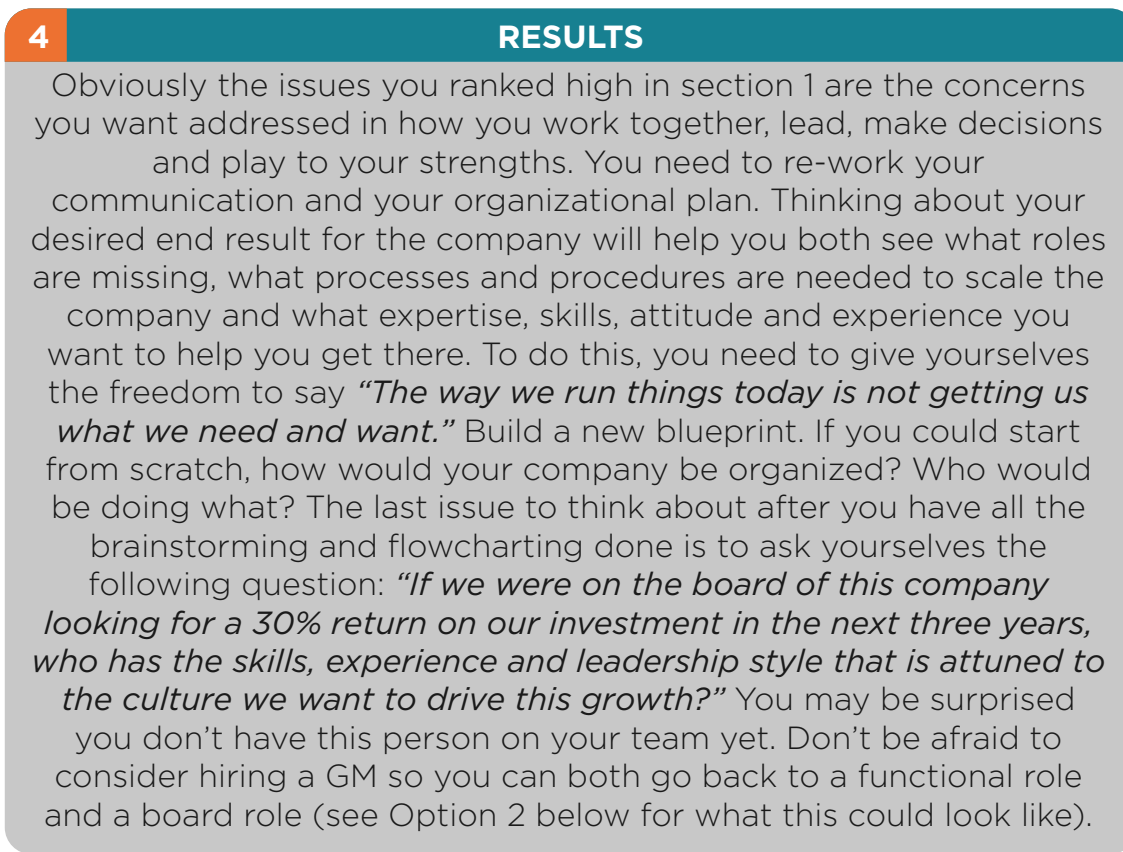 4
RESULTS
Obviously the issues you ranked high in section 1 are the concerns
you want addressed in how you work together, lead, make decisions
and play to your strengths. You need to re-work your
communication and your organizational plan. Thinking about your
desired end result for the company will help you both see what roles
are missing, what processes and procedures are needed to scale the
company and what expertise, skills, attitude and experience you
want to help you get there. To do this, you need to give yourselves
the freedom to say “The way we run things today is not getting us
what we need and want.” Build a new blueprint. If you could start
from scratch, how would your company be organized? Who would
be doing what? The last issue to think about after you have all the
brainstorming and flowcharting done is to ask yourselves the
following question: “If we were on the board of this company
looking for a 30% return on our investment in the next three years,
who has the skills, experience and leadership style that is attuned to
the culture we want to drive this growth?” You may be surprised
you don’t have this person on your team yet. Don’t be afraid to
consider hiring a GM so you can both go back to a functional role
and a board role (see Option 2 below for what this could look like).